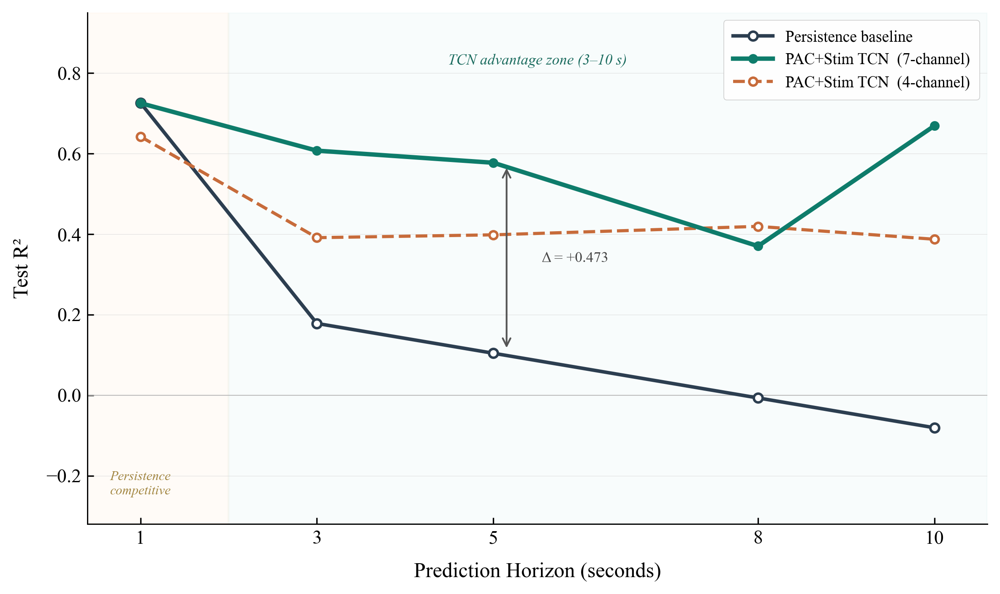 Persistence baseline
PAC+Stim TCN (7-channel)
PAC+Stim TCN (4-channel)
TCN advantage zone (3–10 s)
0.8
0.6
0.4
0.2
0.0
−0.2
Test R²
Δ = +0.473
Persistence
competitive
1 3 5 8 10
Prediction Horizon (seconds)